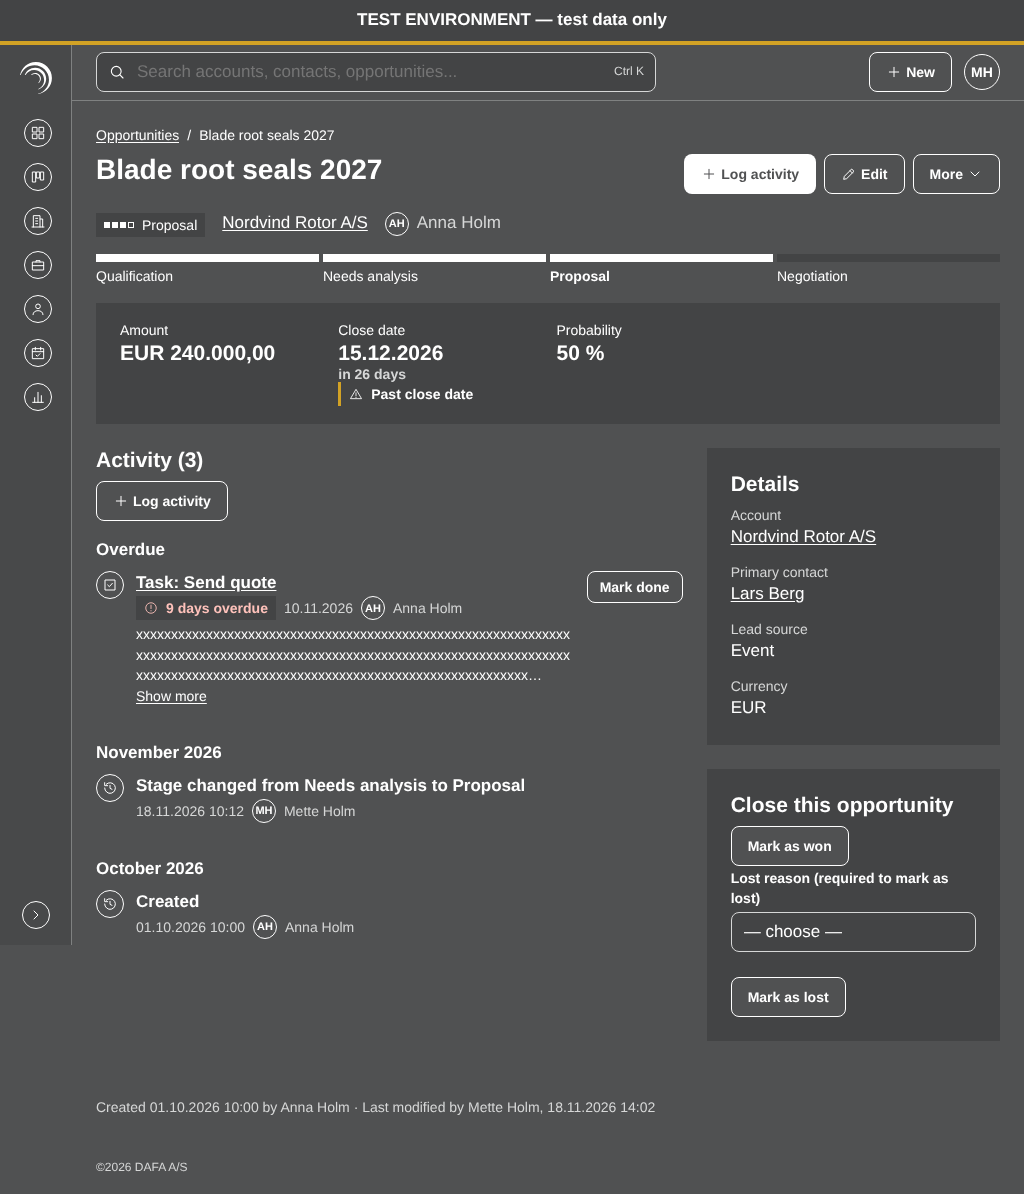 TEST ENVIRONMENT — test data only
Search accounts, contacts, opportunities...
Ctrl K
New
MH
Opportunities / Blade root seals 2027
Blade root seals 2027
Log activity
Edit
More
Proposal
Nordvind Rotor A/S
AH
Anna Holm
Qualification
Needs analysis
Proposal
Negotiation
Amount
EUR 240.000,00
Close date
15.12.2026
in 26 days
Past close date
Probability
50 %
Activity (3)
Log activity
Overdue
Task: Send quote
Mark done
9 days overdue 10.11.2026 AH Anna Holm
xxxxxxxxxxxxxxxxxxxxxxxxxxxxxxxxxxxxxxxxxxxxxxxxxxxxxxxxxxxxxx
xxxxxxxxxxxxxxxxxxxxxxxxxxxxxxxxxxxxxxxxxxxxxxxxxxxxxxxxxxxxxx
xxxxxxxxxxxxxxxxxxxxxxxxxxxxxxxxxxxxxxxxxxxxxxxxxxxxxxxx…
Show more
November 2026
Stage changed from Needs analysis to Proposal
18.11.2026 10:12 MH Mette Holm
October 2026
Created
01.10.2026 10:00 AH Anna Holm
Details
Account
Nordvind Rotor A/S
Primary contact
Lars Berg
Lead source
Event
Currency
EUR
Close this opportunity
Mark as won
Lost reason (required to mark as
lost)
— choose —
Mark as lost
Created 01.10.2026 10:00 by Anna Holm · Last modified by Mette Holm, 18.11.2026 14:02
©2026 DAFA A/S